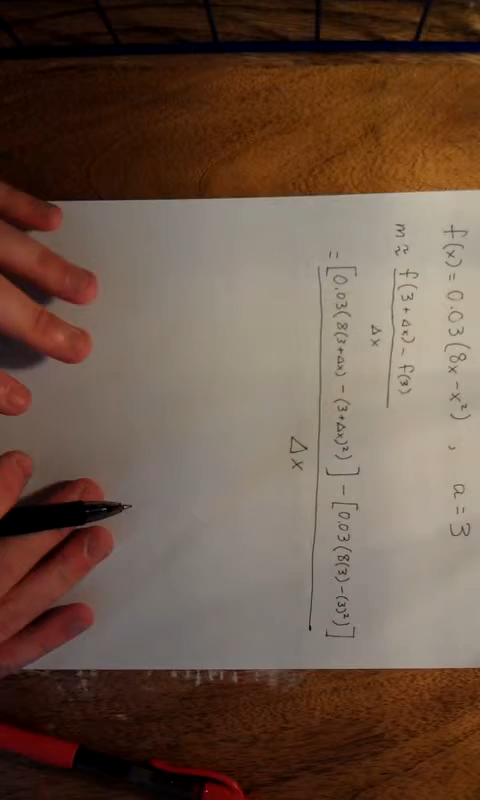 f(x) = 0.03(8x - x²) , a = 3
m ≈ f(3 + Δx) - f(3)
Δx
= [0.03(8(3+Δx) - (3+Δx)²)] - [0.03(8(3) - (3)²)]
Δx